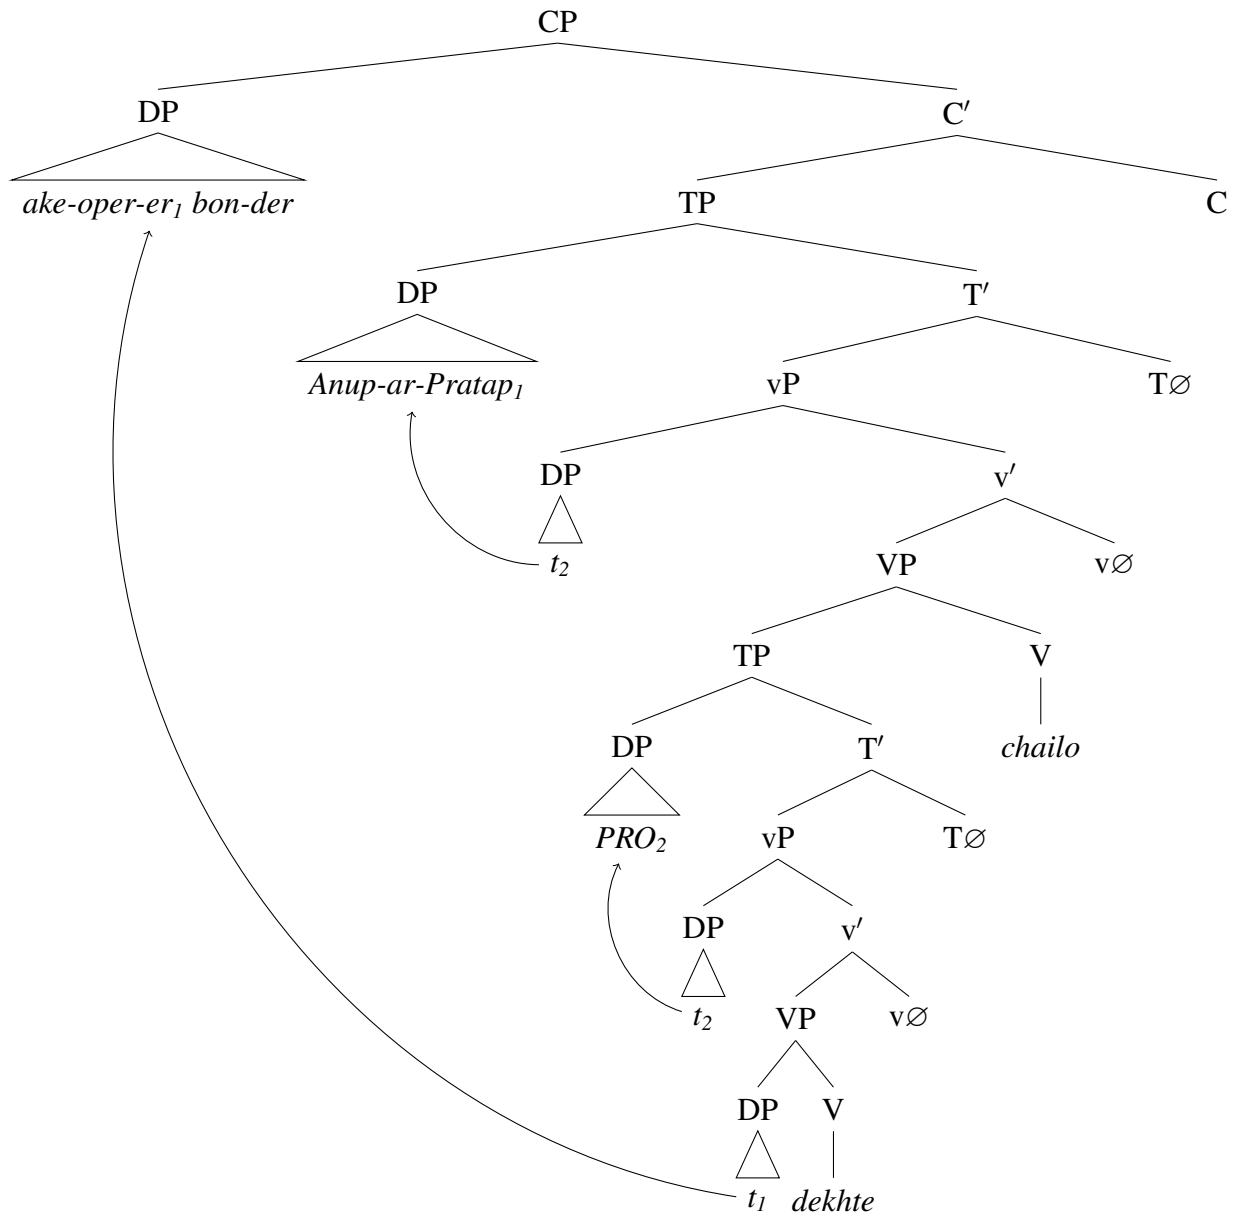 CP
DP C′
ake-oper-er₁ bon-der TP C
DP T′
Anup-ar-Pratap₁ vP T∅
DP v′
t₂ VP v∅
TP V
DP T′ chailo
PRO₂ vP T∅
DP v′
t₂ VP v∅
DP V
t₁ dekhte